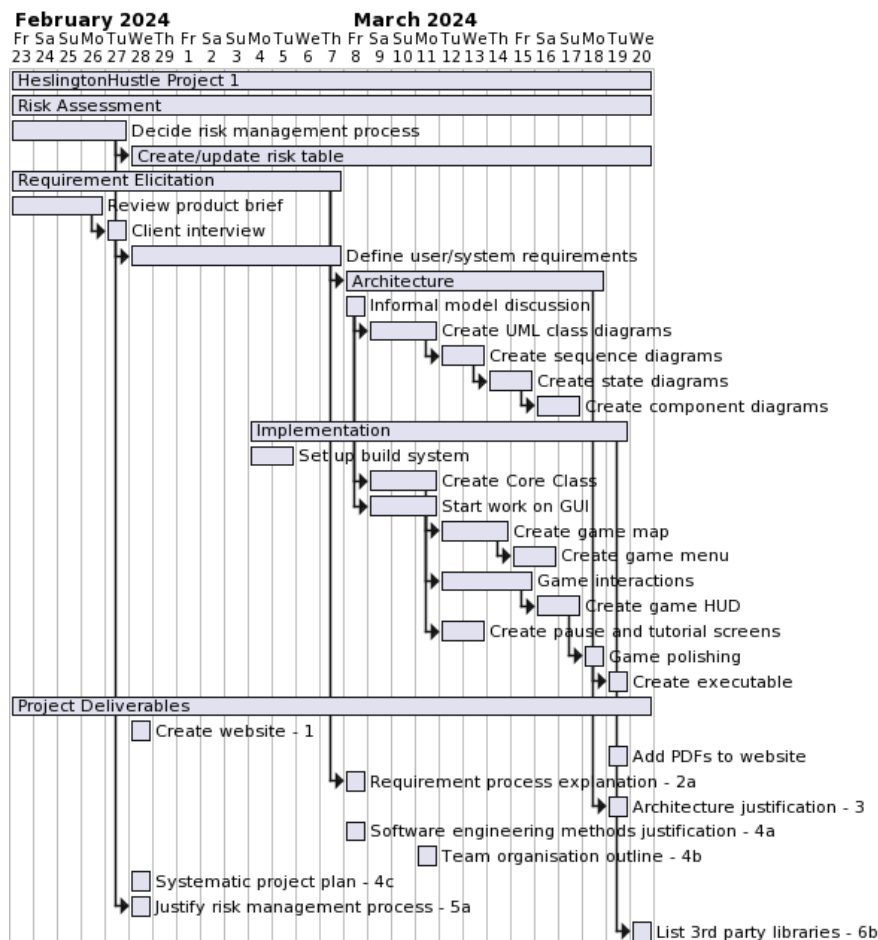 February 2024 March 2024
Fr Sa Su Mo Tu We Th Fr Sa Su Mo Tu We Th Fr Sa Su Mo Tu We Th Fr Sa Su Mo Tu We
23 24 25 26 27 28 29 1 2 3 4 5 6 7 8 9 10 11 12 13 14 15 16 17 18 19 20
HeslingtonHustle Project 1
Risk Assessment
Decide risk management process
Create/update risk table
Requirement Elicitation
Review product brief
Client interview
Define user/system requirements
Architecture
Informal model discussion
Create UML class diagrams
Create sequence diagrams
Create state diagrams
Create component diagrams
Implementation
Set up build system
Create Core Class
Start work on GUI
Create game map
Create game menu
Game interactions
Create game HUD
Create pause and tutorial screens
Game polishing
Create executable
Project Deliverables
Create website - 1
Add PDFs to website
Requirement process explanation - 2a
Architecture justification - 3
Software engineering methods justification - 4a
Team organisation outline - 4b
Systematic project plan - 4c
Justify risk management process - 5a
List 3rd party libraries - 6b